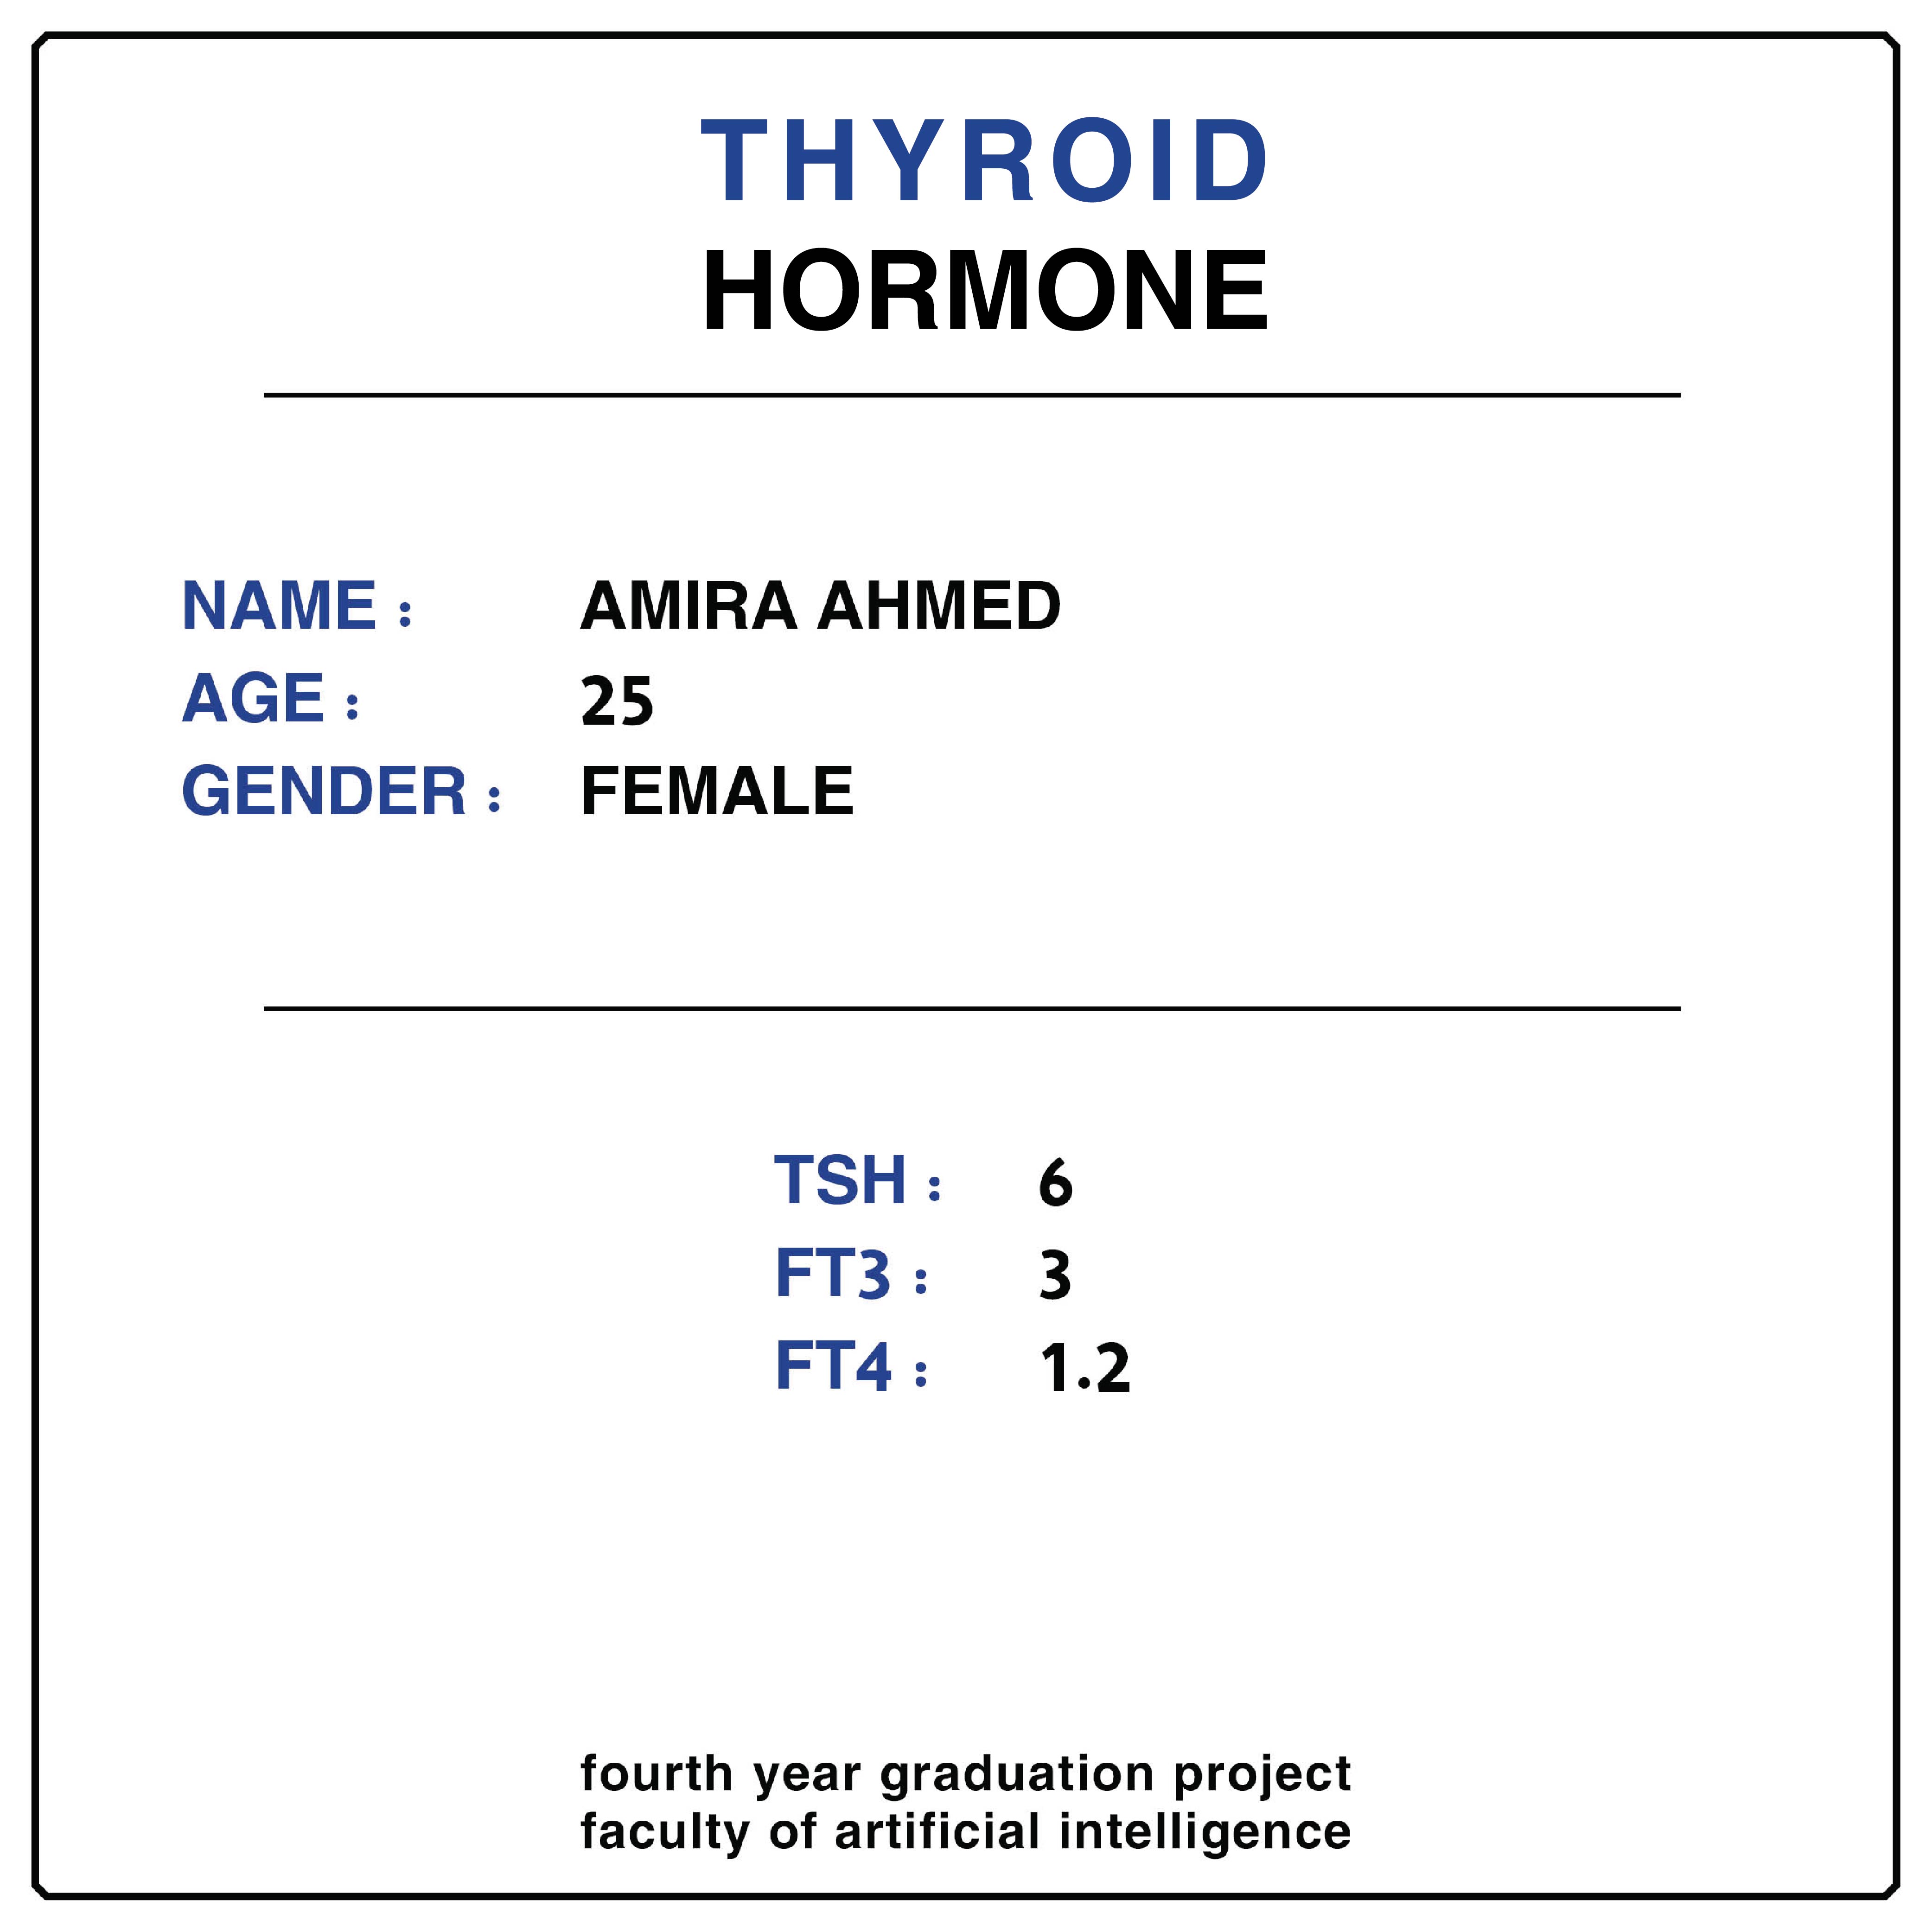 THYROID
HORMONE
NAME : AMIRA AHMED
AGE : 25
GENDER : FEMALE
TSH : 6
FT3 : 3
FT4 : 1.2
fourth year graduation project
faculty of artificial intelligence